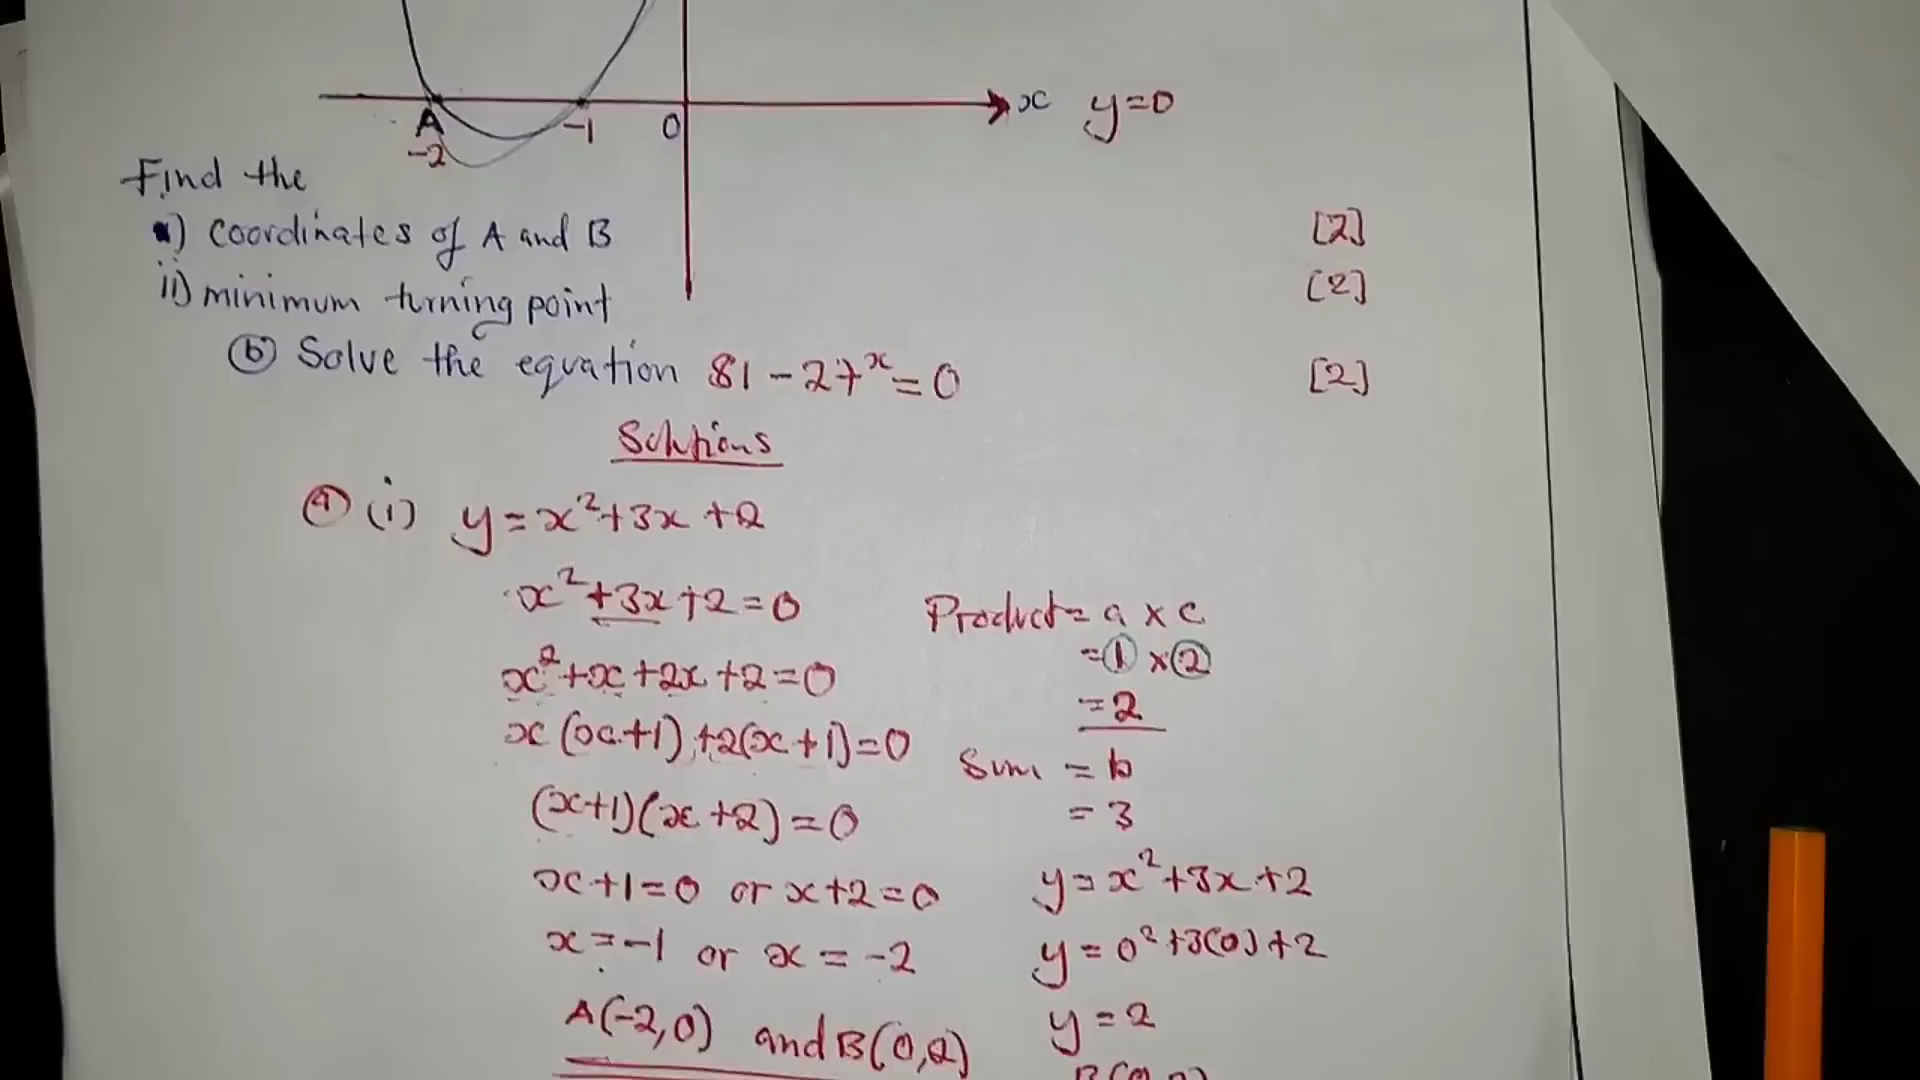 x y=0
A -1 0
-2
Find the
i) coordinates of A and B [2]
ii) minimum turning point [2]
(b) Solve the equation 81 - 27ˣ = 0 [2]
Solutions
(a) (i) y = x² + 3x + 2
x² + 3x + 2 = 0
x² + x + 2x + 2 = 0
x(x+1) + 2(x+1) = 0
(x+1)(x+2) = 0
x+1 = 0 or x+2 = 0
x = -1 or x = -2
A(-2,0) and B(0,2)
Product = a x c
= (1) x (2)
= 2
Sum = b
= 3
y = x² + 3x + 2
y = 0² + 3(0) + 2
y = 2